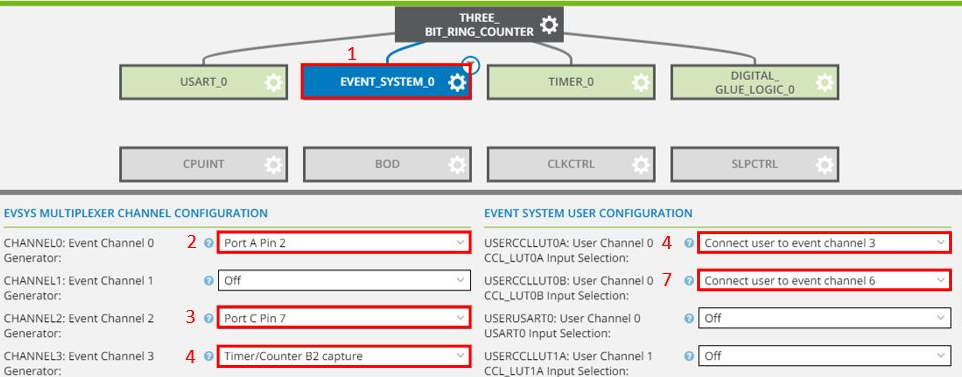 THREE_
BIT_RING_COUNTER
1
USART_0
EVENT_SYSTEM_0
TIMER_0
DIGITAL_
GLUE_LOGIC_0
CPUINT
BOD
CLKCTRL
SLPCTRL
EVSYS MULTIPLEXER CHANNEL CONFIGURATION
CHANNEL0: Event Channel 0
Generator:
2
?
Port A Pin 2
CHANNEL1: Event Channel 1
Generator:
?
Off
CHANNEL2: Event Channel 2
Generator:
3
?
Port C Pin 7
CHANNEL3: Event Channel 3
Generator:
4
?
Timer/Counter B2 capture
EVENT SYSTEM USER CONFIGURATION
USERCCLLUT0A: User Channel 0
CCL_LUT0A Input Selection:
4
?
Connect user to event channel 3
USERCCLLUT0B: User Channel 0
CCL_LUT0B Input Selection:
7
?
Connect user to event channel 6
USERUSART0: User Channel 0
USART0 Input Selection:
?
Off
USERCCLLUT1A: User Channel 1
CCL_LUT1A Input Selection:
?
Off